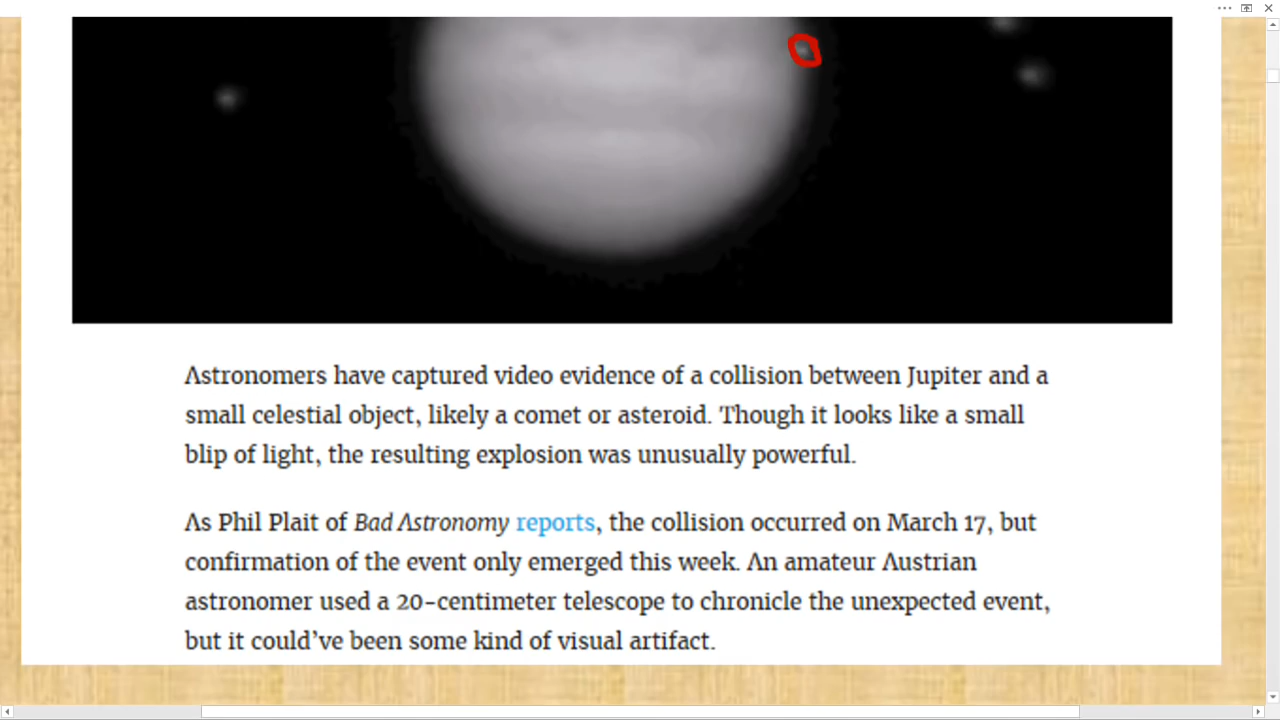 Astronomers have captured video evidence of a collision between Jupiter and a
small celestial object, likely a comet or asteroid. Though it looks like a small
blip of light, the resulting explosion was unusually powerful.
As Phil Plait of Bad Astronomy reports, the collision occurred on March 17, but
confirmation of the event only emerged this week. An amateur Austrian
astronomer used a 20-centimeter telescope to chronicle the unexpected event,
but it could’ve been some kind of visual artifact.